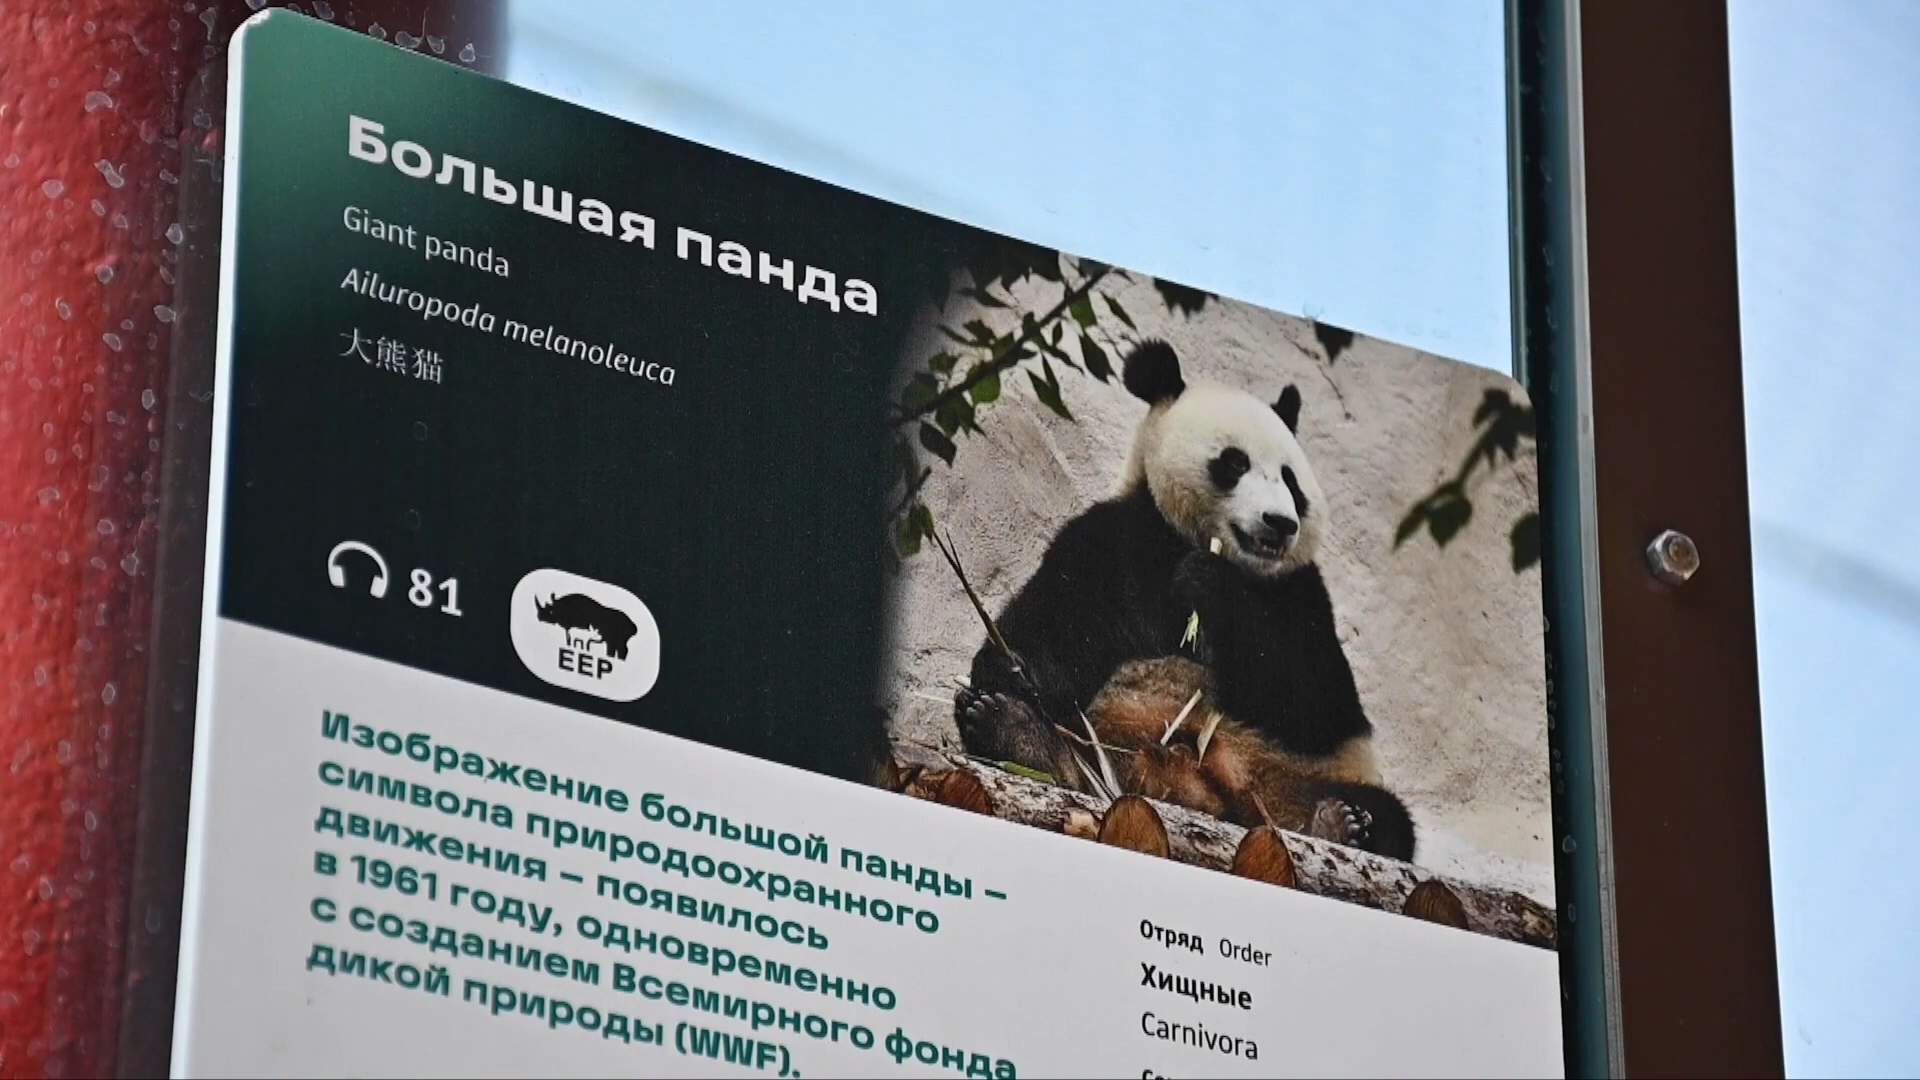 Большая панда
Giant panda
Ailuropoda melanoleuca
大熊猫
81
EEP
Изображение большой панды –
символа природоохранного
движения – появилось
в 1961 году, одновременно
с созданием Всемирного фонда
дикой природы (WWF).
Отряд Order
Хищные
Carnivora